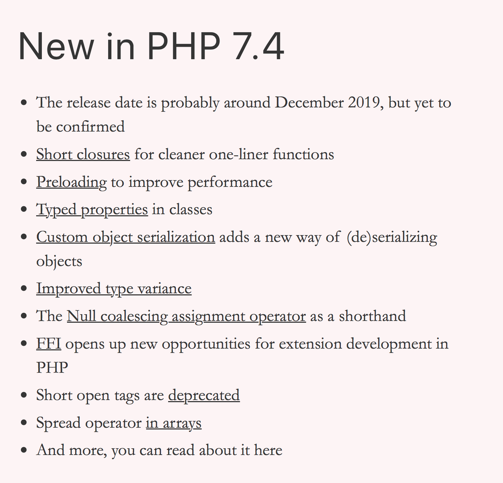 New in PHP 7.4
• The release date is probably around December 2019, but yet to
be confirmed
• Short closures for cleaner one-liner functions
• Preloading to improve performance
• Typed properties in classes
• Custom object serialization adds a new way of (de)serializing
objects
• Improved type variance
• The Null coalescing assignment operator as a shorthand
• FFI opens up new opportunities for extension development in
PHP
• Short open tags are deprecated
• Spread operator in arrays
• And more, you can read about it here